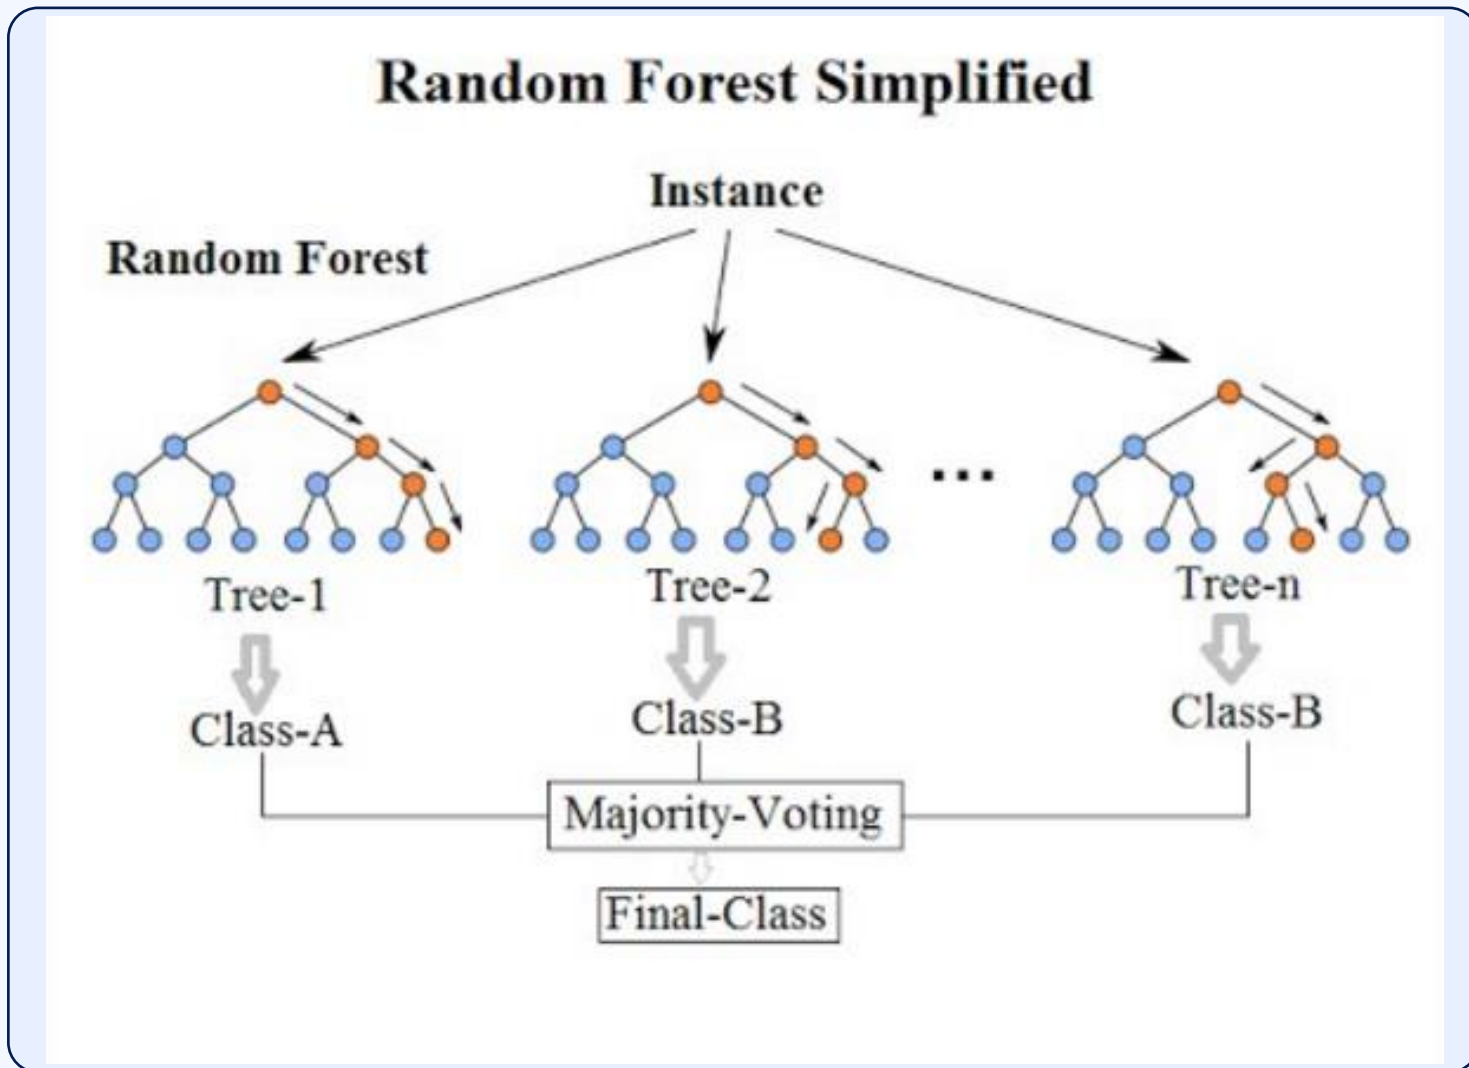 Random Forest Simplified
Instance
Random Forest
...
Tree-1
Tree-2
Tree-n
Class-A
Class-B
Class-B
Majority-Voting
Final-Class